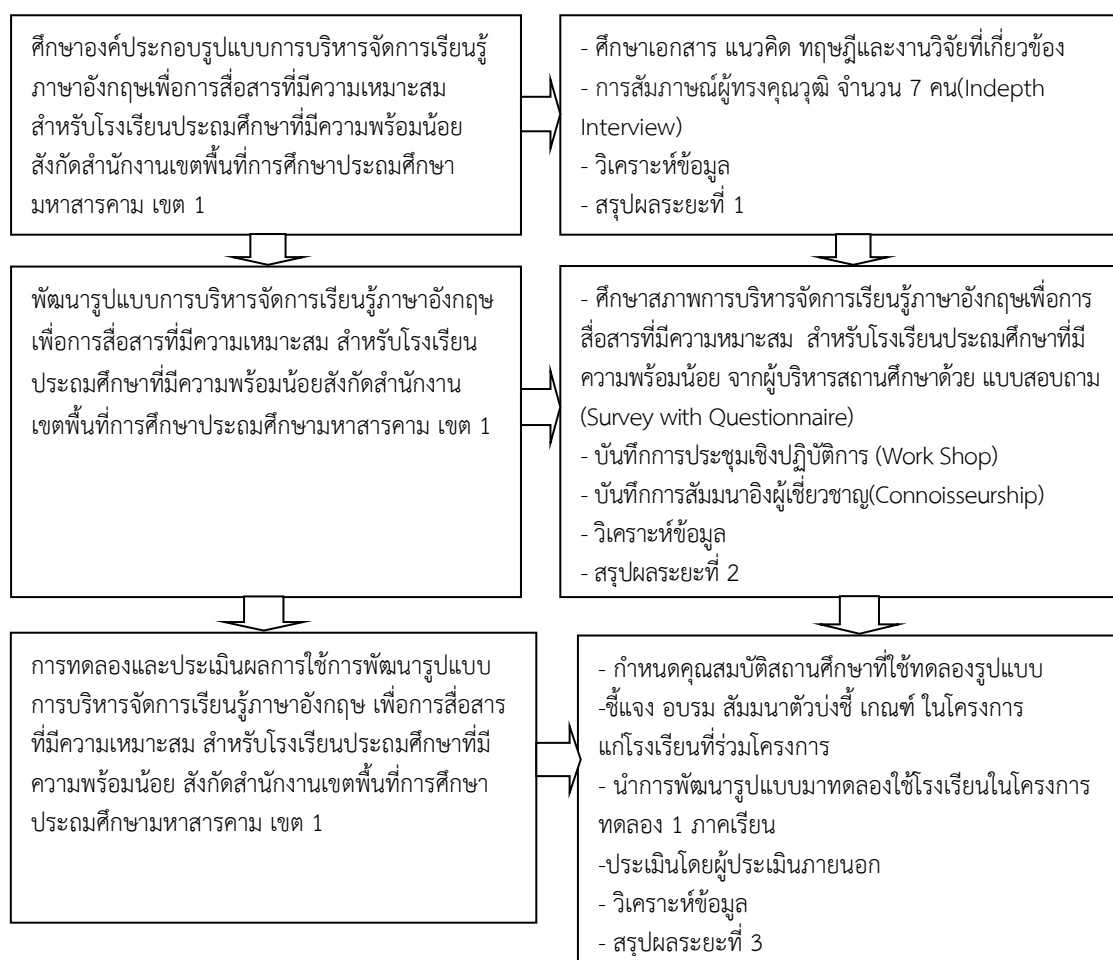 ศึกษาองค์ประกอบรูปแบบการบริหารจัดการเรียนรู้
ภาษาอังกฤษเพื่อการสื่อสารที่มีความเหมาะสม
สำหรับโรงเรียนประถมศึกษาที่มีความพร้อมน้อย
สังกัดสำนักงานเขตพื้นที่การศึกษาประถมศึกษา
มหาสารคาม เขต 1
- ศึกษาเอกสาร แนวคิด ทฤษฎีและงานวิจัยที่เกี่ยวข้อง
- การสัมภาษณ์ผู้ทรงคุณวุฒิ จำนวน 7 คน(Indepth
Interview)
- วิเคราะห์ข้อมูล
- สรุปผลระยะที่ 1
พัฒนารูปแบบการบริหารจัดการเรียนรู้ภาษาอังกฤษ
เพื่อการสื่อสารที่มีความเหมาะสม สำหรับโรงเรียน
ประถมศึกษาที่มีความพร้อมน้อยสังกัดสำนักงาน
เขตพื้นที่การศึกษาประถมศึกษามหาสารคาม เขต 1
- ศึกษาสภาพการบริหารจัดการเรียนรู้ภาษาอังกฤษเพื่อการ
สื่อสารที่มีความหมาะสม สำหรับโรงเรียนประถมศึกษาที่มี
ความพร้อมน้อย จากผู้บริหารสถานศึกษาด้วย แบบสอบถาม
(Survey with Questionnaire)
- บันทึกการประชุมเชิงปฏิบัติการ (Work Shop)
- บันทึกการสัมมนาอิงผู้เชี่ยวชาญ(Connoisseurship)
- วิเคราะห์ข้อมูล
- สรุปผลระยะที่ 2
การทดลองและประเมินผลการใช้การพัฒนารูปแบบ
การบริหารจัดการเรียนรู้ภาษาอังกฤษ เพื่อการสื่อสาร
ที่มีความเหมาะสม สำหรับโรงเรียนประถมศึกษาที่มี
ความพร้อมน้อย สังกัดสำนักงานเขตพื้นที่การศึกษา
ประถมศึกษามหาสารคาม เขต 1
- กำหนดคุณสมบัติสถานศึกษาที่ใช้ทดลองรูปแบบ
-ชี้แจง อบรม สัมมนาตัวบ่งชี้ เกณฑ์ ในโครงการ
แก่โรงเรียนที่ร่วมโครงการ
- นำการพัฒนารูปแบบมาทดลองใช้โรงเรียนในโครงการ
ทดลอง 1 ภาคเรียน
-ประเมินโดยผู้ประเมินภายนอก
- วิเคราะห์ข้อมูล
- สรุปผลระยะที่ 3